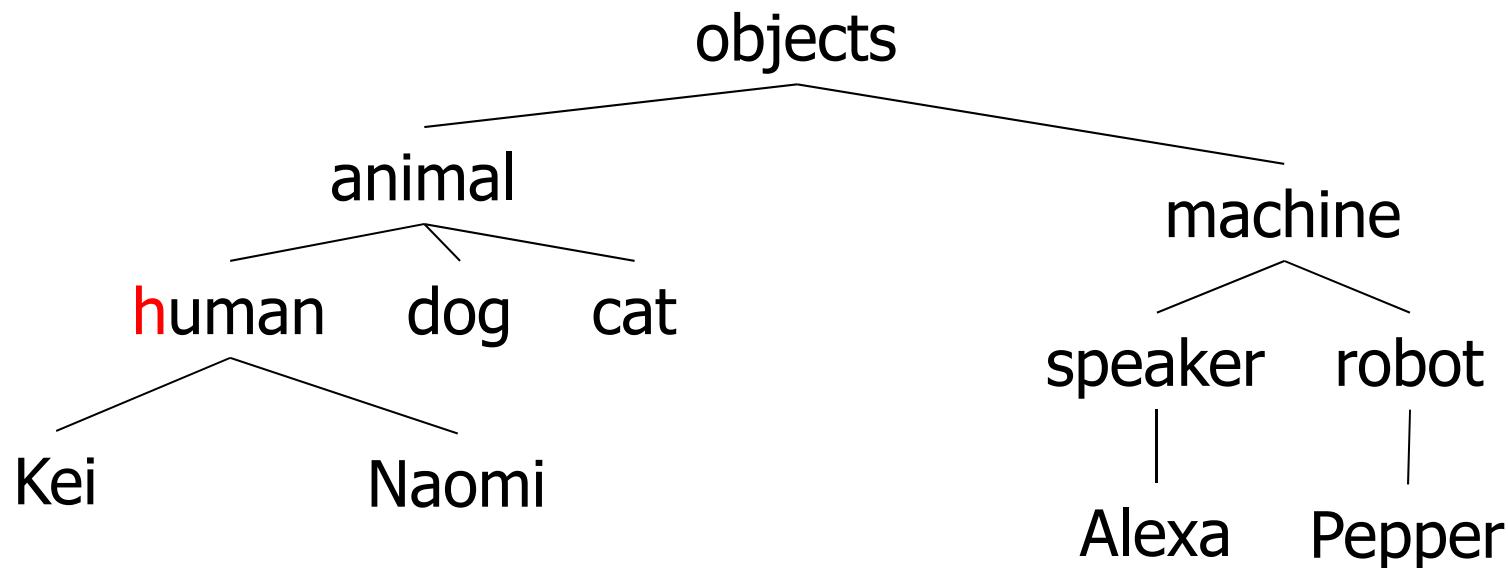 objects
animal
machine
human dog cat
speaker robot
Kei Naomi
Alexa Pepper